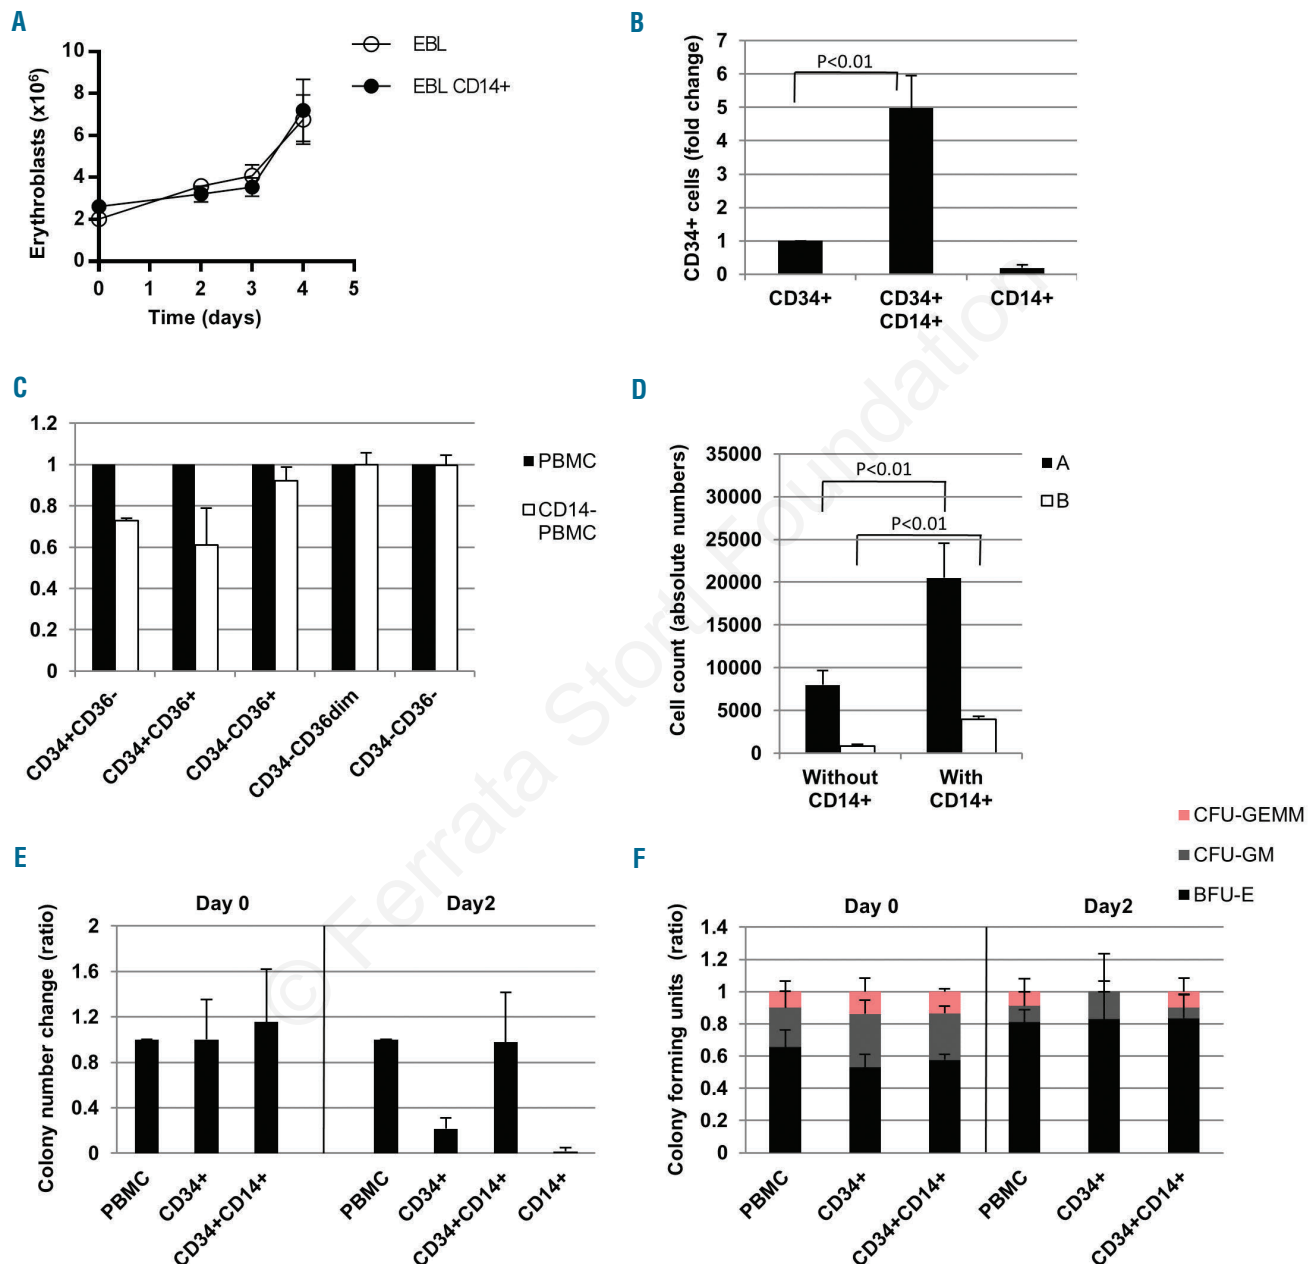 A
EBL
EBL CD14+
Erythroblasts (x10⁶)
10
8
6
4
2
0
0
1
2
3
4
5
Time (days)
B
P<0.01
CD34+ cells (fold change)
7
6
5
4
3
2
1
0
CD34+
CD34+
CD14+
CD14+
C
1.2
1
0.8
0.6
0.4
0.2
0
PBMC
CD14-
PBMC
CD34+CD36-
CD34+CD36+
CD34-CD36+
CD34-CD36dim
CD34-CD36-
D
Cell count (absolute numbers)
35000
30000
25000
20000
15000
10000
5000
0
P<0.01
P<0.01
A
B
Without
CD14+
With
CD14+
E
Day 0
Day2
Colony number change (ratio)
2
1.6
1.2
0.8
0.4
0
PBMC
CD34+
CD34+CD14+
PBMC
CD34+
CD34+CD14+
CD14+
F
CFU-GEMM
CFU-GM
BFU-E
Day 0
Day2
Colony forming units (ratio)
1.4
1.2
1
0.8
0.6
0.4
0.2
0
PBMC
CD34+
CD34+CD14+
PBMC
CD34+
CD34+CD14+
© Ferrata Storti Foundation